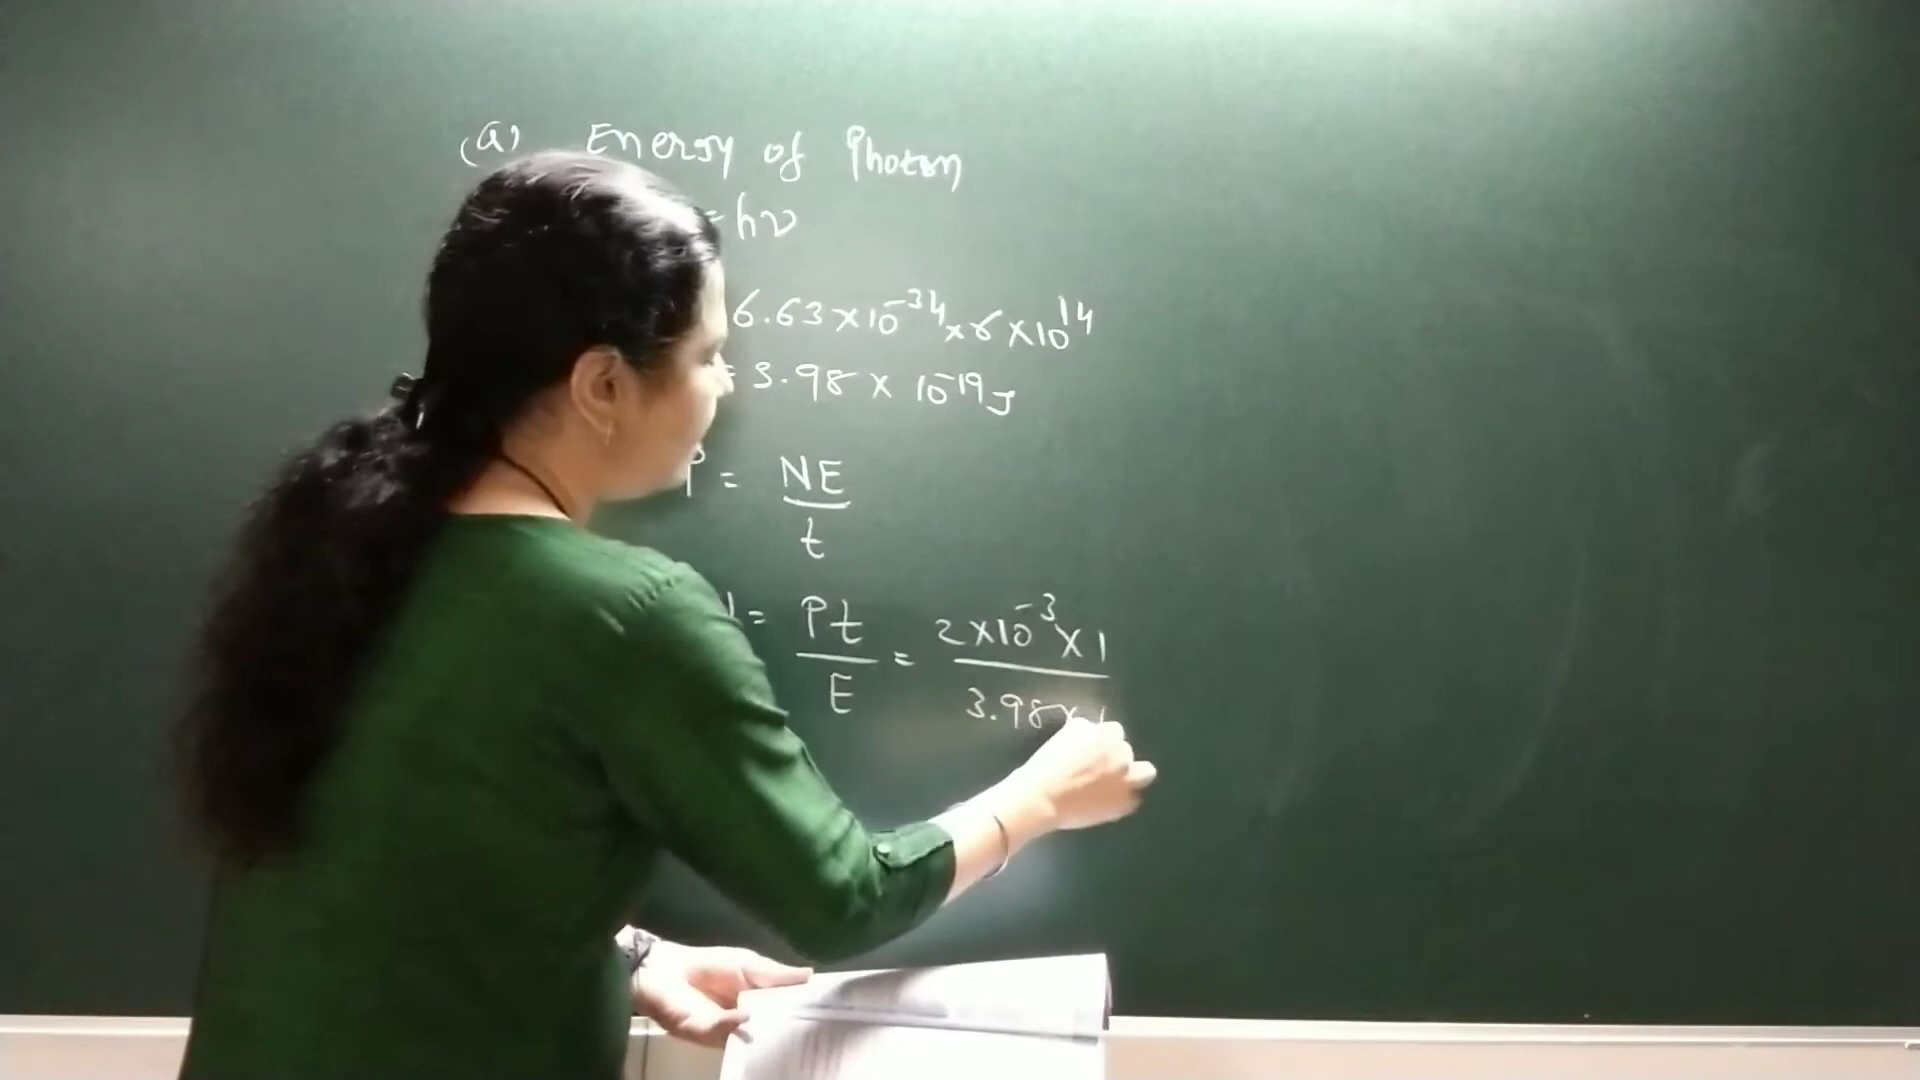 (a) Energy of Photon
= hν
6.63 × 10⁻³⁴ × 6 × 10¹⁴
= 3.98 × 10⁻¹⁹ J
P = NE / t
= Pt / E = 2 × 10⁻³ × 1 / 3.98 × 1